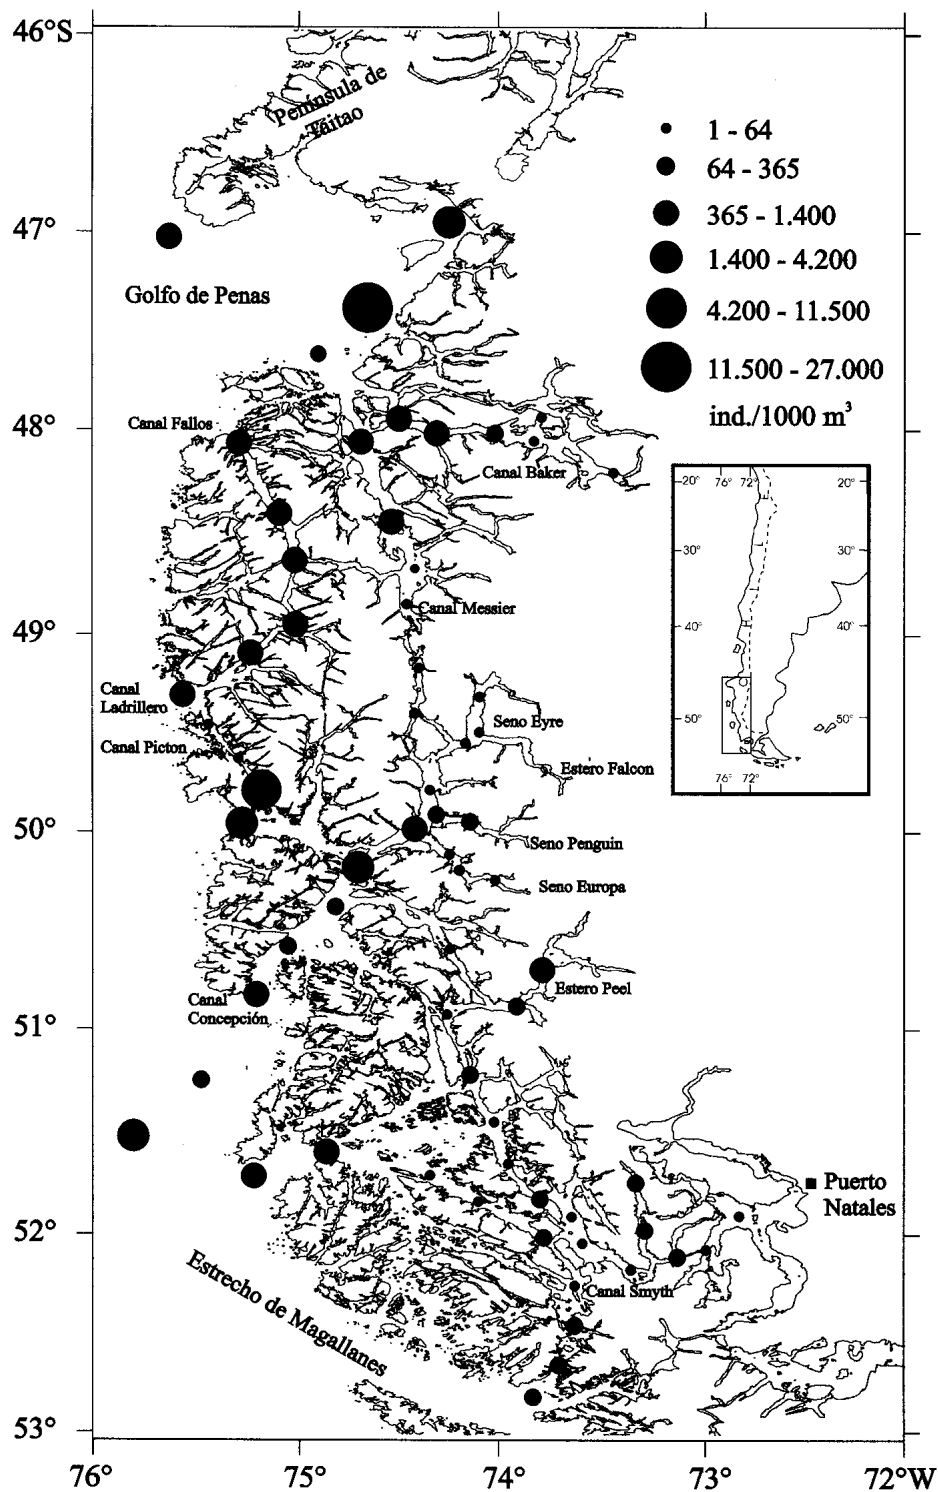 46°S
47°
48°
49°
50°
51°
52°
53°
76°
75°
74°
73°
72°W
Península de
Taitao
Golfo de Penas
Canal Fallos
Canal Baker
Canal Messier
Canal
Ladrillero
Canal Picton
Seno Eyre
Estero Falcon
Seno Penguin
Seno Europa
Estero Peel
Canal
Concepción
Puerto
Natales
Canal Smyth
Estrecho de Magallanes
1 - 64
64 - 365
365 - 1.400
1.400 - 4.200
4.200 - 11.500
11.500 - 27.000
ind./1000 m³
76° 72°
20° 20°
30° 30°
40° 40°
50° 50°
76° 72°